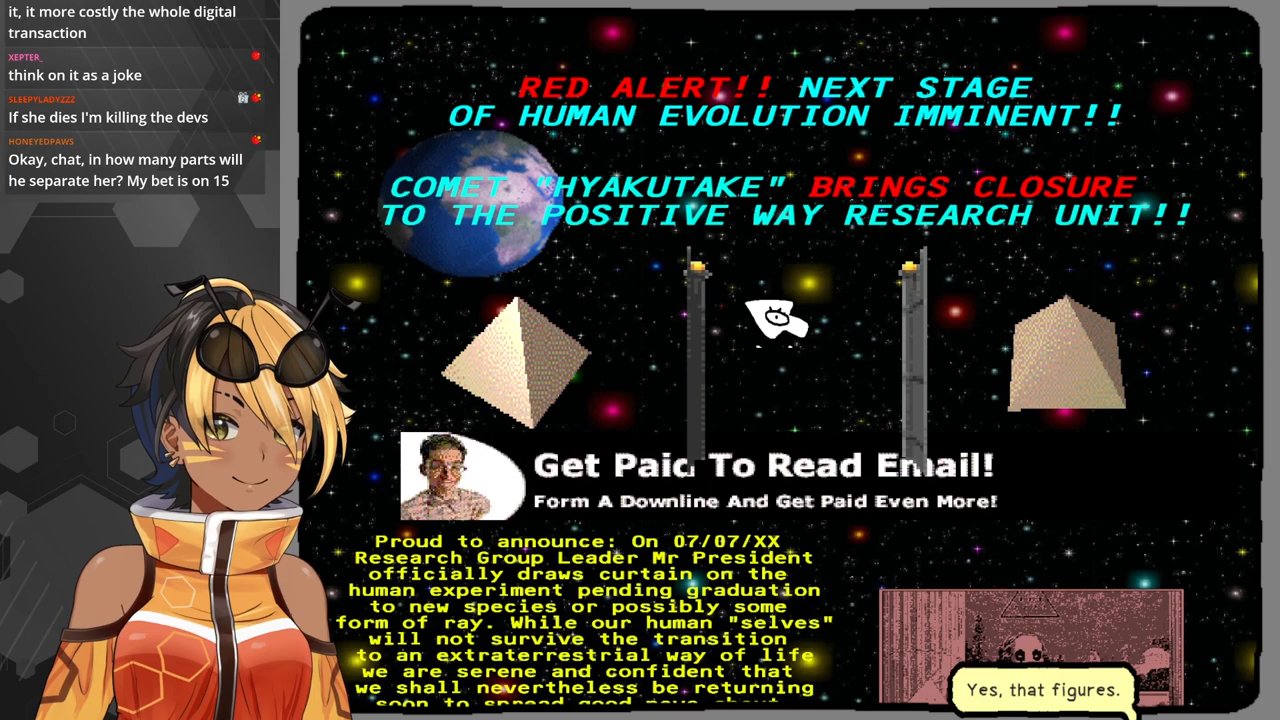 it, it more costly the whole digital
transaction
XEPTER_
think on it as a joke
SLEEPYLADYZZZ
If she dies I'm killing the devs
HONEYEDPAWS
Okay, chat, in how many parts will
he separate her? My bet is on 15
RED ALERT!! NEXT STAGE
OF HUMAN EVOLUTION IMMINENT!!
COMET "HYAKUTAKE" BRINGS CLOSURE
TO THE POSITIVE WAY RESEARCH UNIT!!
Get Paid To Read Email!
Form A Downline And Get Paid Even More!
Proud to announce: On 07/07/XX
Research Group Leader Mr President
officially draws curtain on the
human experiment pending graduation
to new species or possibly some
form of ray. While our human "selves"
will not survive the transition
to an extraterrestrial way of life
we are serene and confident that
we shall nevertheless be returning
soon to spread good
Yes, that figures.